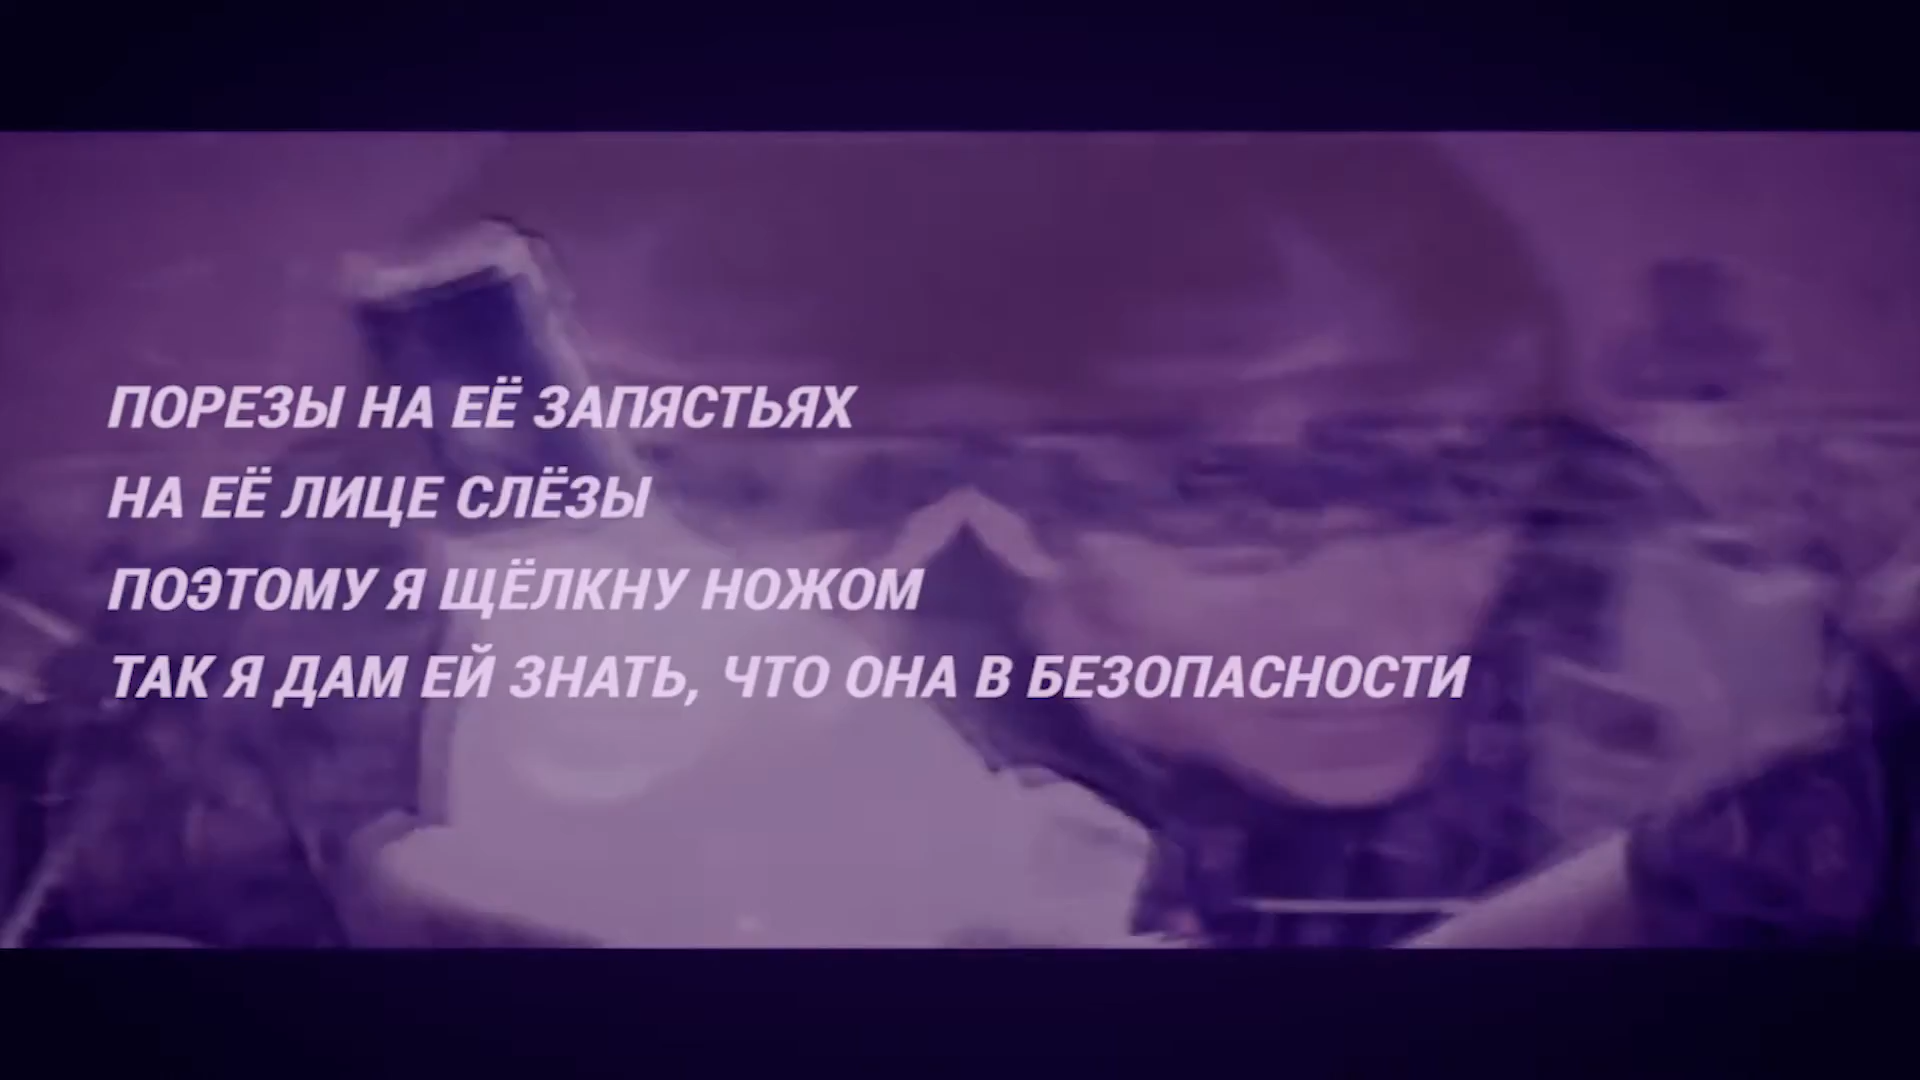 ПОРЕЗЫ НА ЕЁ ЗАПЯСТЬЯХ
НА ЕЁ ЛИЦЕ СЛЁЗЫ
ПОЭТОМУ Я ЩЁЛКНУ НОЖОМ
ТАК Я ДАМ ЕЙ ЗНАТЬ, ЧТО ОНА В БЕЗОПАСНОСТИ